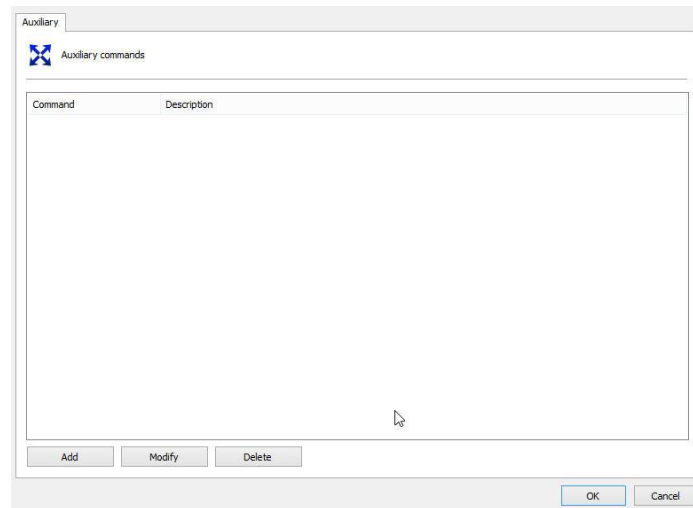 Auxiliary
Auxiliary commands
Command Description
Add Modify Delete
OK Cancel